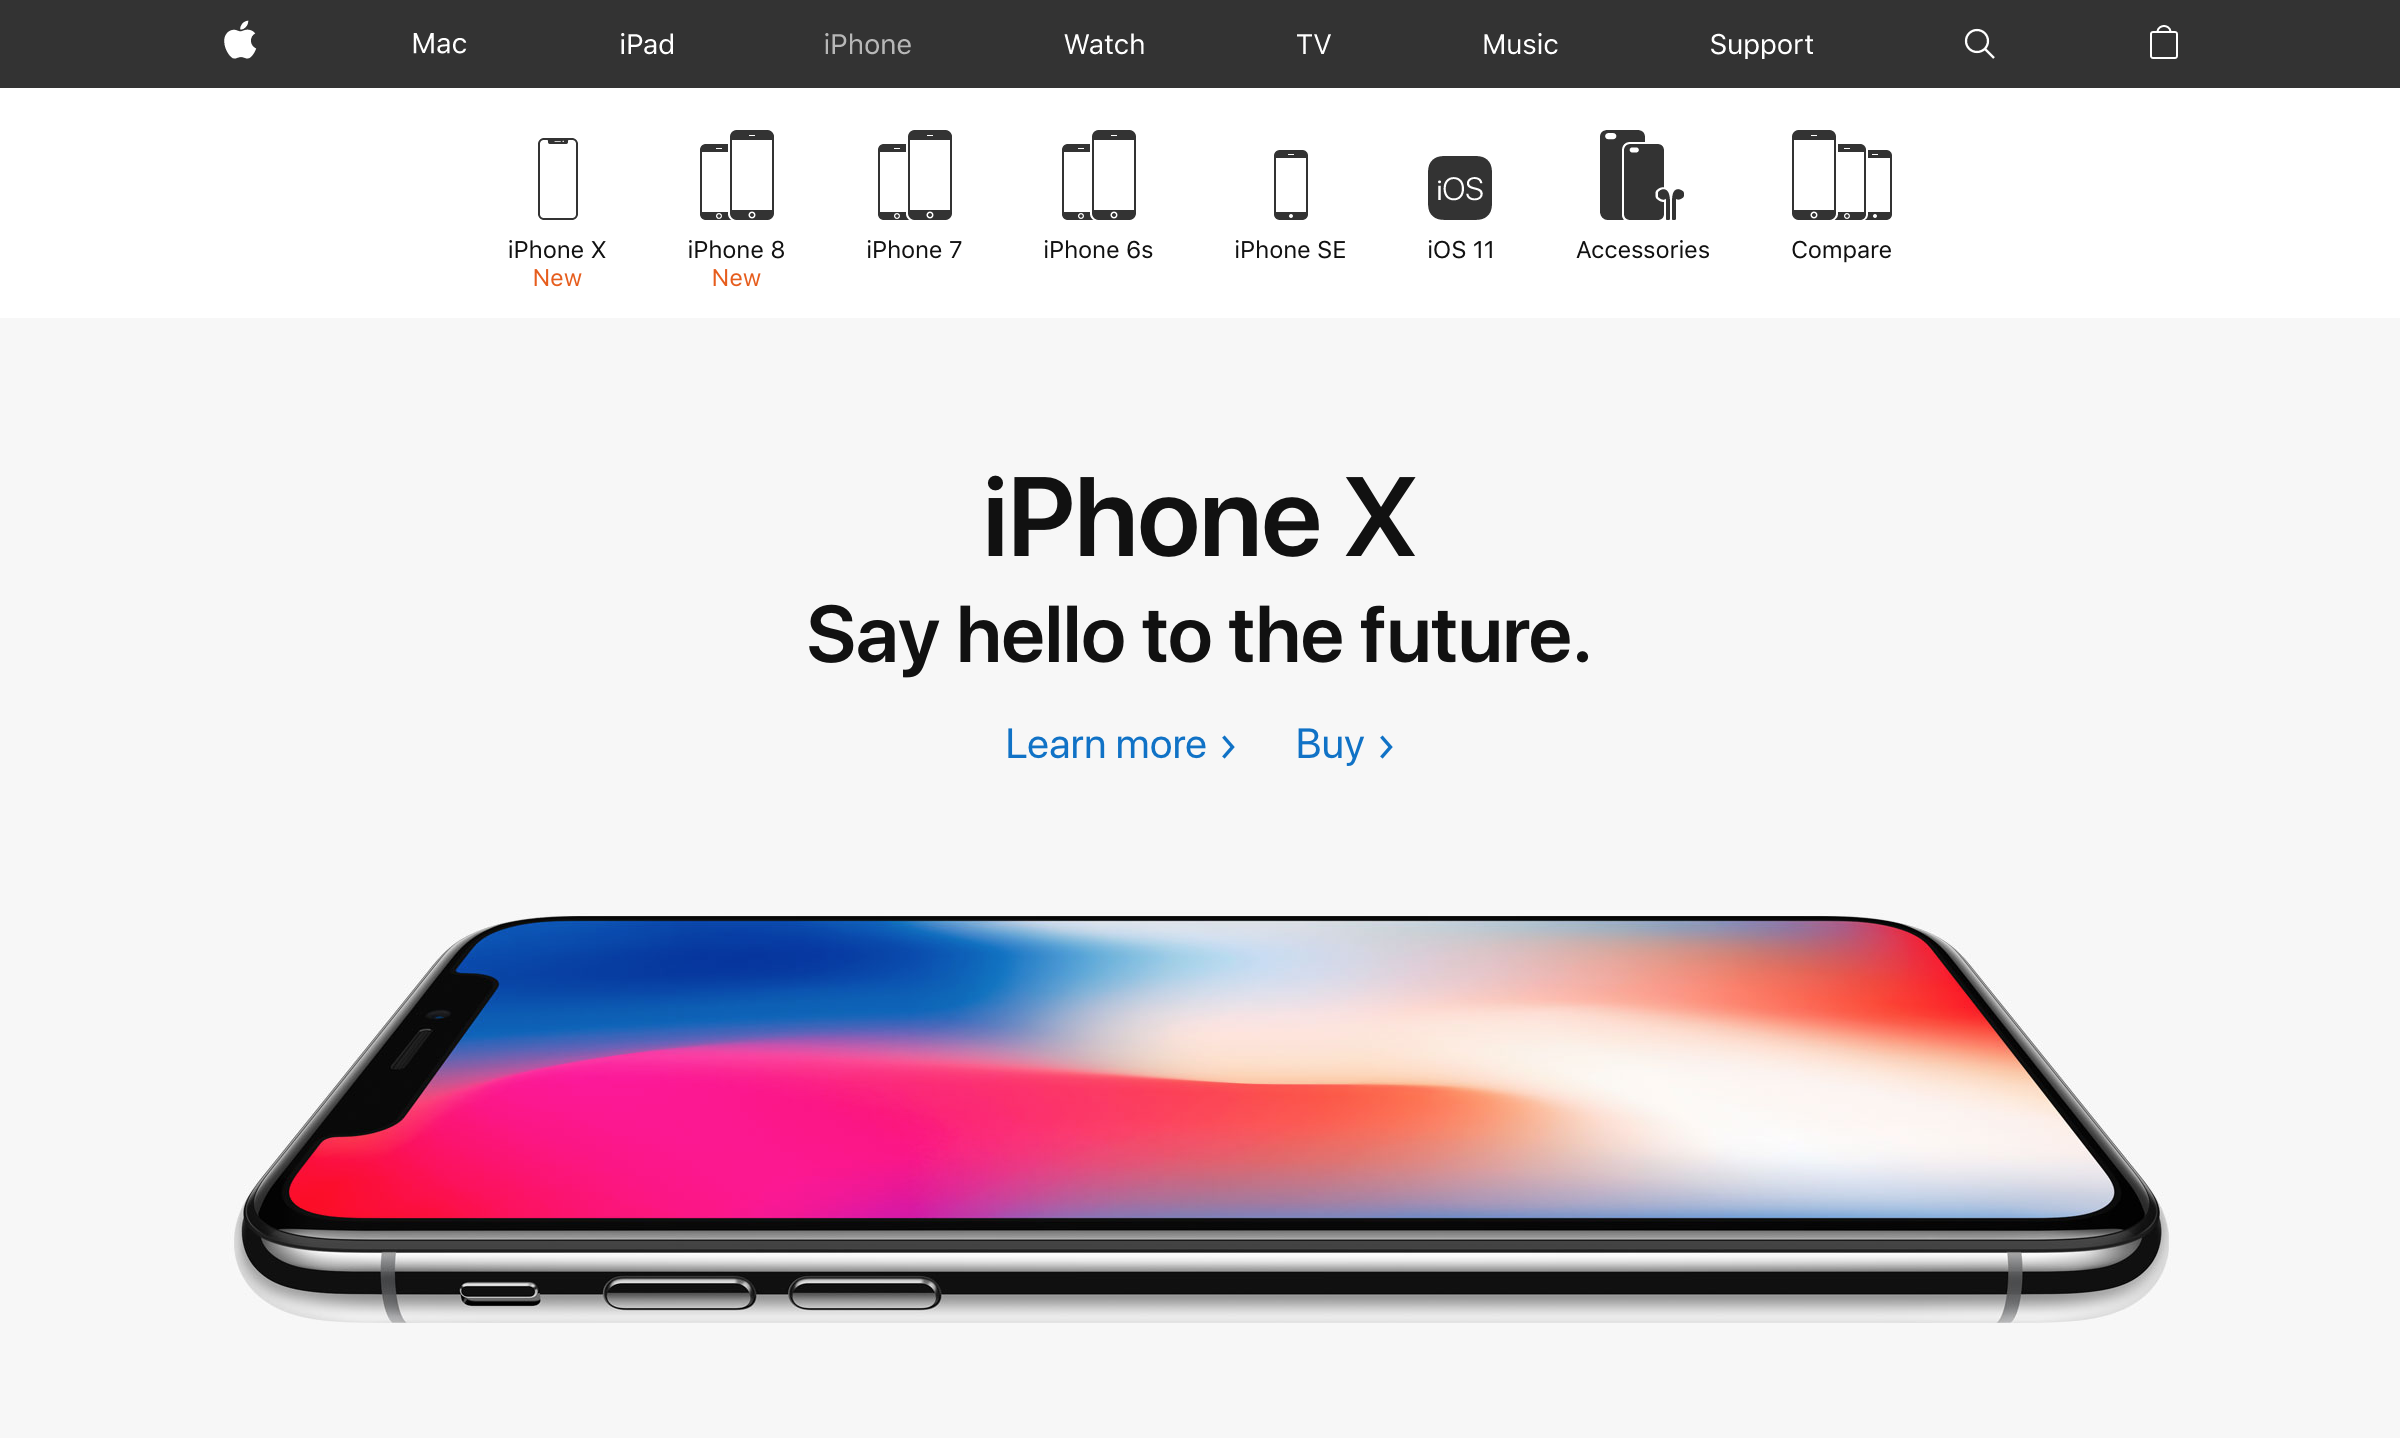 Mac iPad iPhone Watch TV Music Support
iOS
iPhone X iPhone 8 iPhone 7 iPhone 6s iPhone SE iOS 11 Accessories Compare
New New
iPhone X
Say hello to the future.
Learn more > Buy >